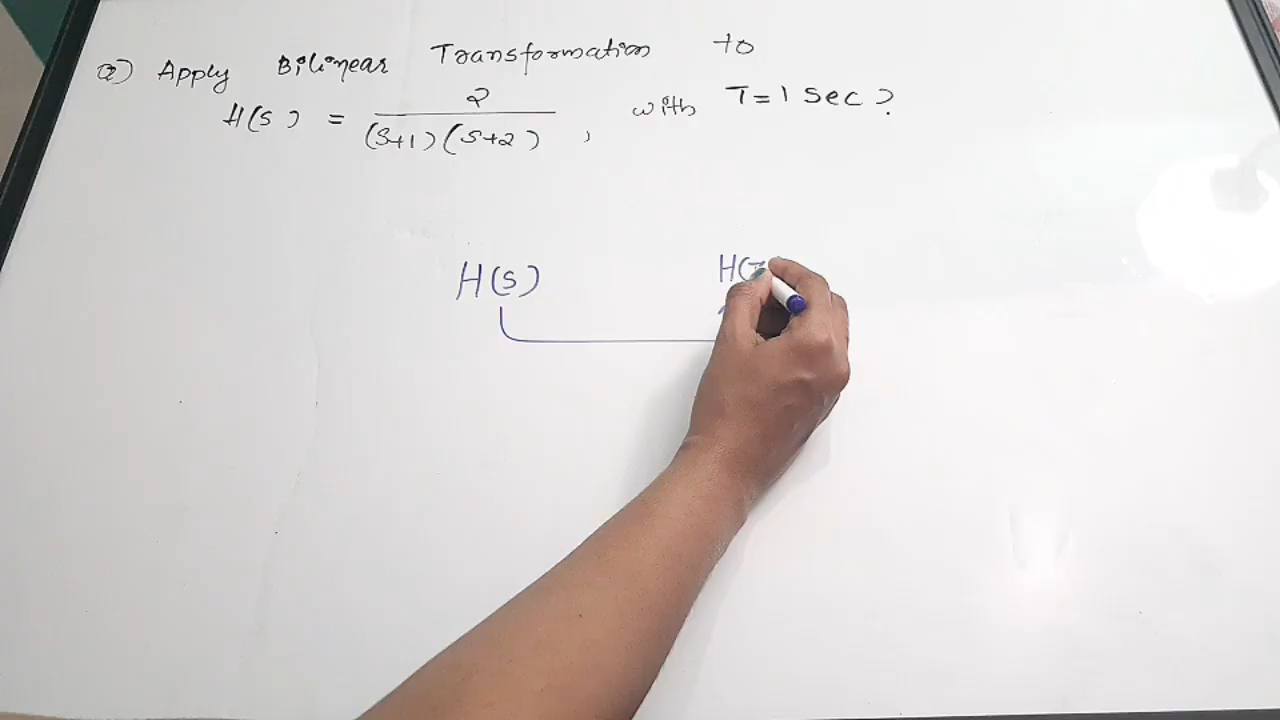 Q) Apply Bilinear Transformation to
H(S) = 2 / (S+1)(S+2) , with T=1 Sec ?
H(S) H(